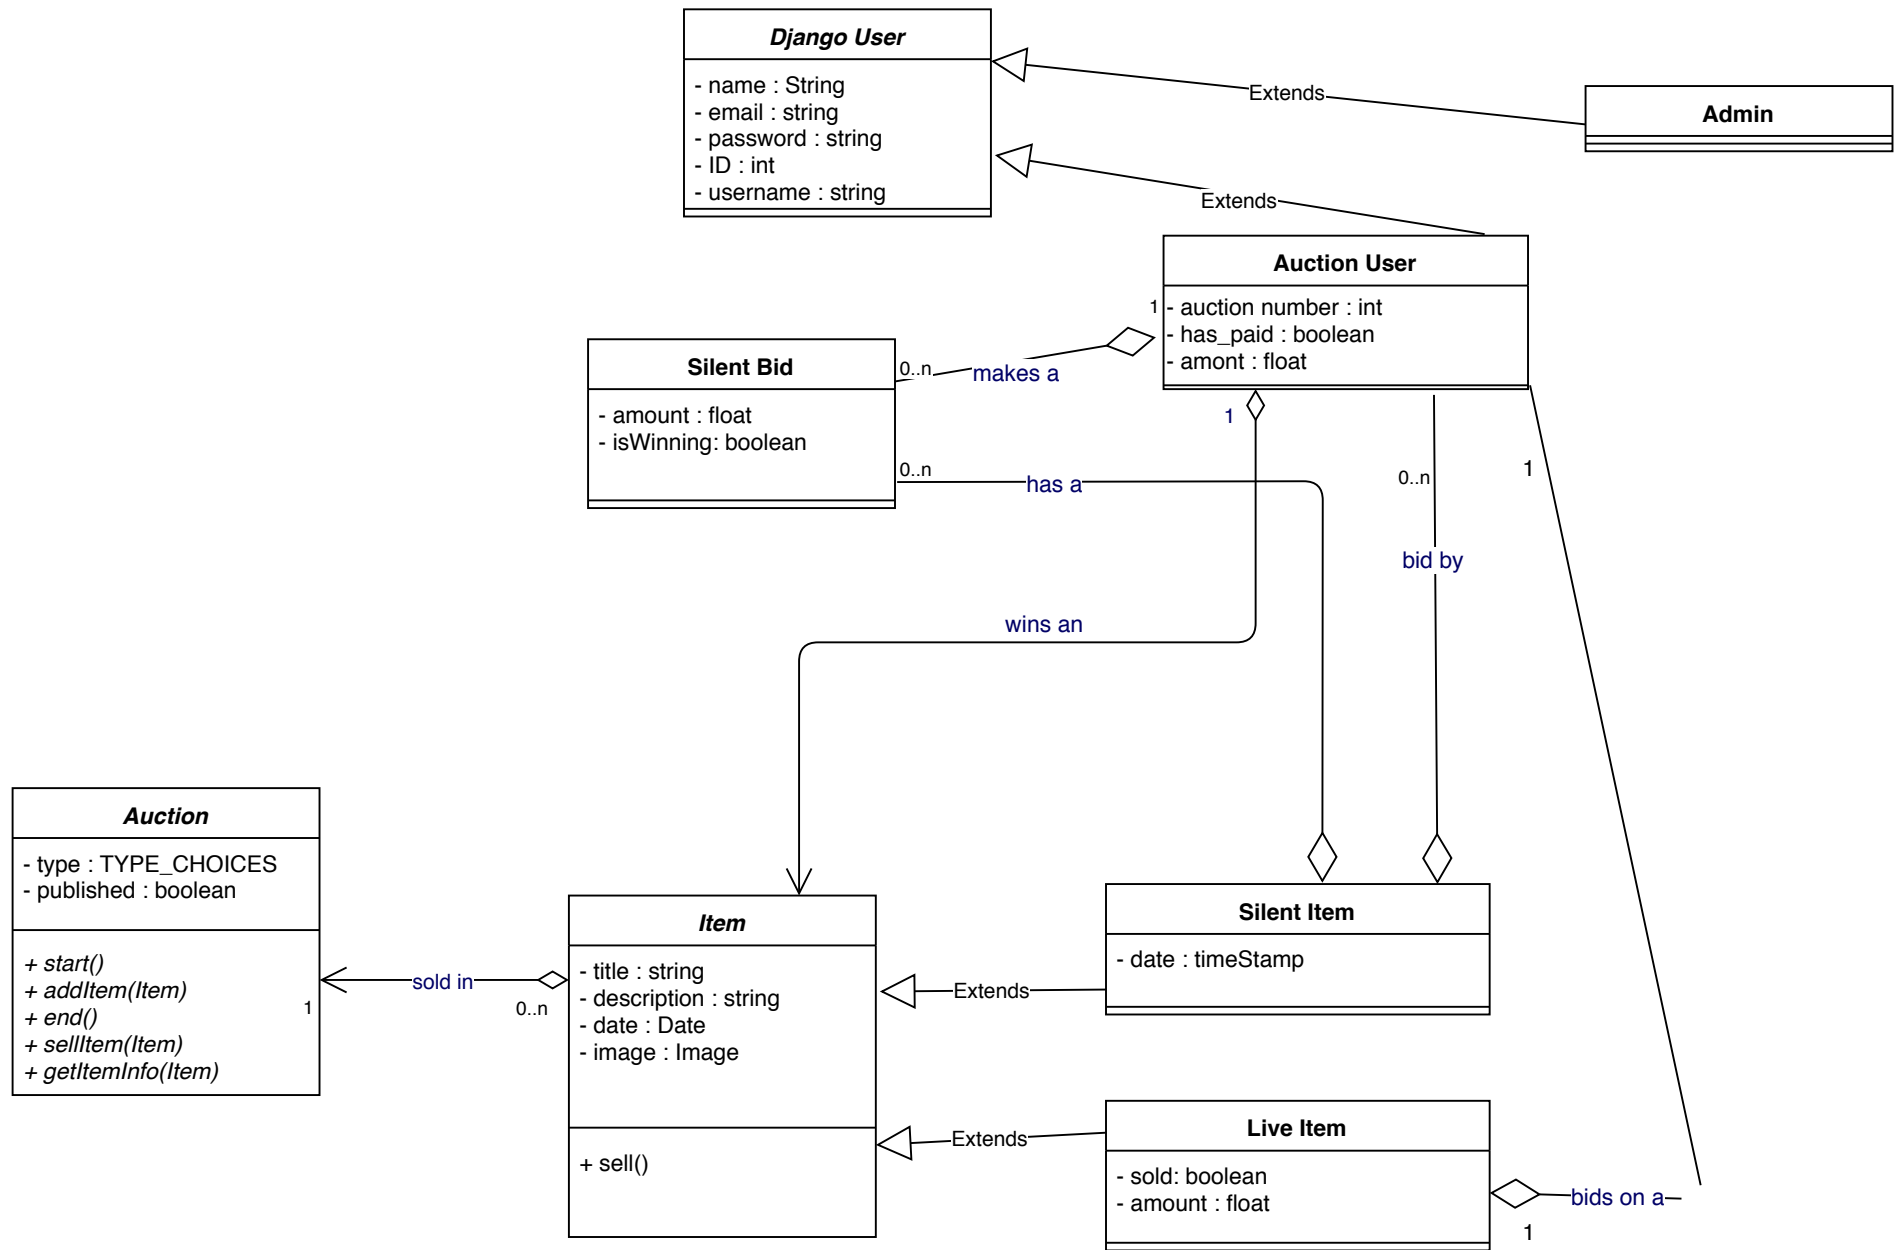 Django User
- name : String
- email : string
- password : string
- ID : int
- username : string
Extends
Admin
Extends
Auction User
- auction number : int
- has_paid : boolean
- amont : float
1
Silent Bid
- amount : float
- isWinning: boolean
0..n
makes a
1
0..n
has a
0..n
1
bid by
wins an
Auction
- type : TYPE_CHOICES
- published : boolean
+ start()
+ addItem(Item)
+ end()
+ sellItem(Item)
+ getItemInfo(Item)
1
sold in
0..n
Item
- title : string
- description : string
- date : Date
- image : Image
+ sell()
Extends
Silent Item
- date : timeStamp
Extends
Live Item
- sold: boolean
- amount : float
bids on a
1